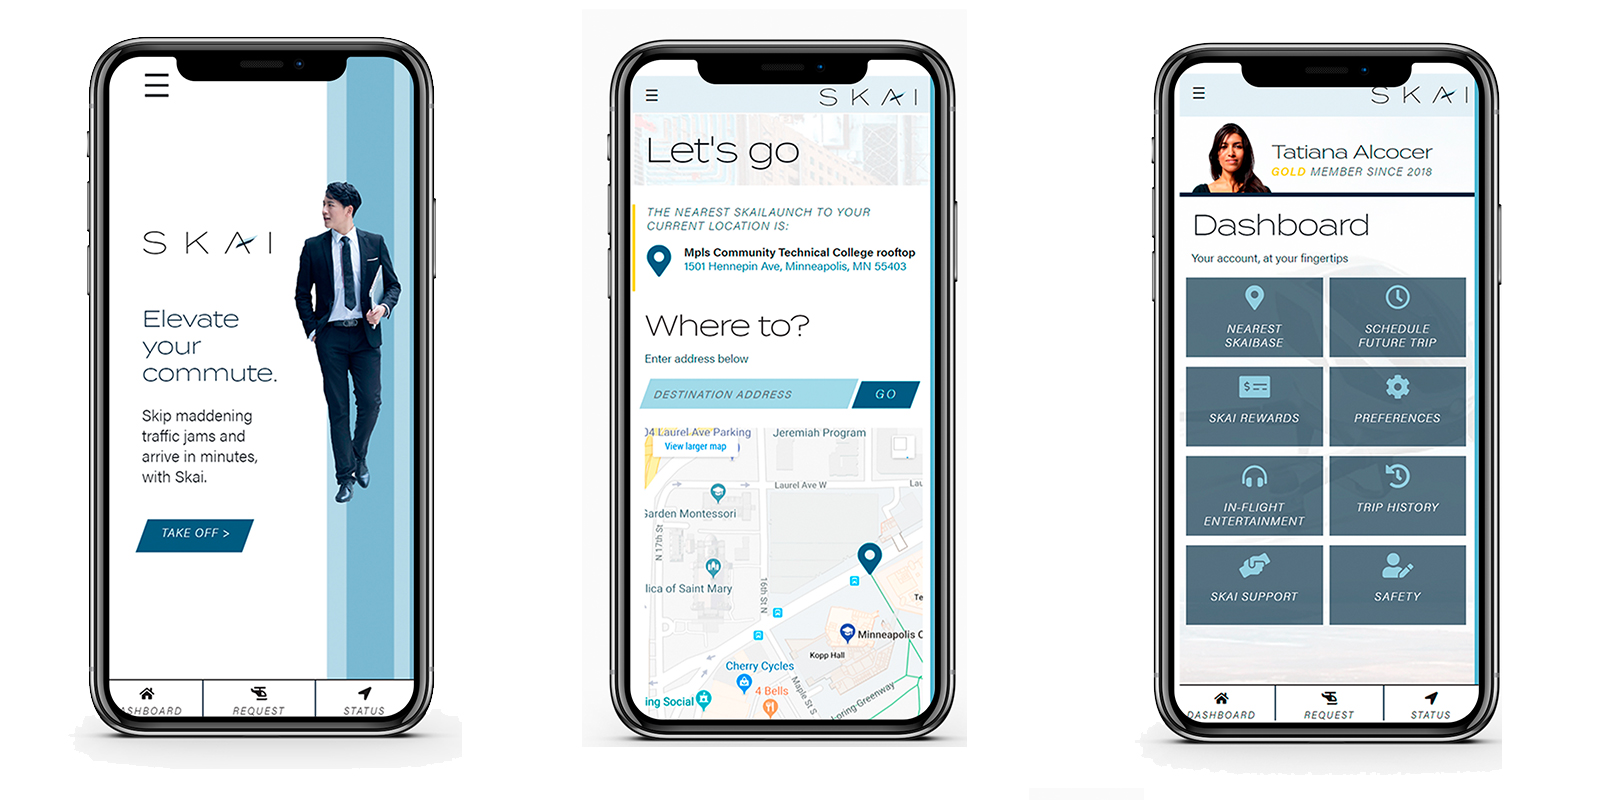 SKAI
Elevate
your
commute.
Skip maddening
traffic jams and
arrive in minutes,
with Skai.
TAKE OFF >
ASHBOARD
REQUEST
STATUS
SKAI
Let's go
THE NEAREST SKAILAUNCH TO YOUR
CURRENT LOCATION IS:
Mpls Community Technical College rooftop
1501 Hennepin Ave, Minneapolis, MN 55403
Where to?
Enter address below
DESTINATION ADDRESS
GO
04 Laurel Ave Parking
Jeremiah Program
View larger map
Laurel Ave W
Lau
Garden Montessori
N 17th St
lica of Saint Mary
16th St N
Te
Minneapolis C
Kopp Hall
Cherry Cycles
4 Bells
Maple St S
Loring Greenway
ing Social
SKAI
Tatiana Alcocer
GOLD MEMBER SINCE 2018
Dashboard
Your account, at your fingertips
NEAREST
SKAIBASE
SCHEDULE
FUTURE TRIP
SKAI REWARDS
PREFERENCES
IN-FLIGHT
ENTERTAINMENT
TRIP HISTORY
SKAI SUPPORT
SAFETY
DASHBOARD
REQUEST
STATUS